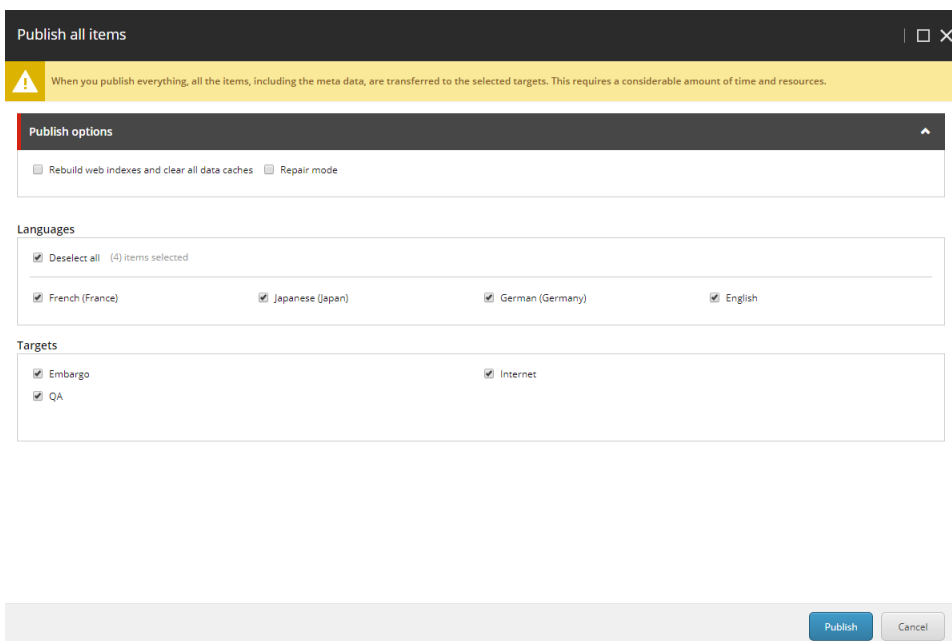 Publish all items
When you publish everything, all the items, including the meta data, are transferred to the selected targets. This requires a considerable amount of time and resources.
Publish options
Rebuild web indexes and clear all data caches Repair mode
Languages
Deselect all (4) items selected
French (France) Japanese (Japan) German (Germany) English
Targets
Embargo Internet
QA
Publish Cancel